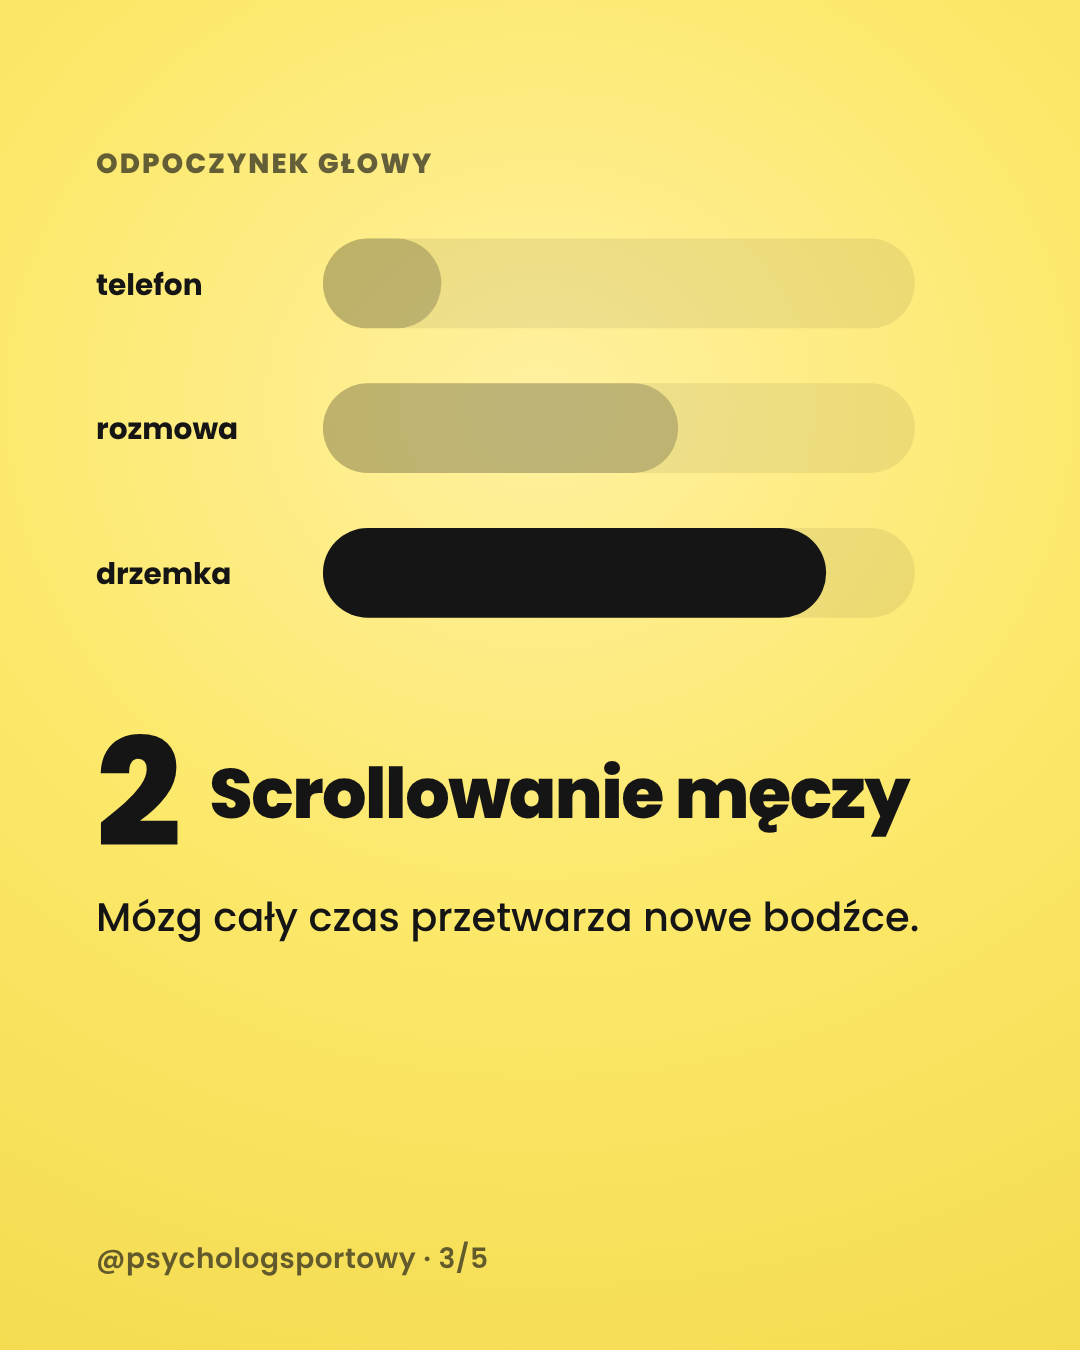 ODPOCZYNEK GŁOWY
telefon
rozmowa
drzemka
2 Scrollowanie męczy
Mózg cały czas przetwarza nowe bodźce.
@psychologsportowy · 3/5